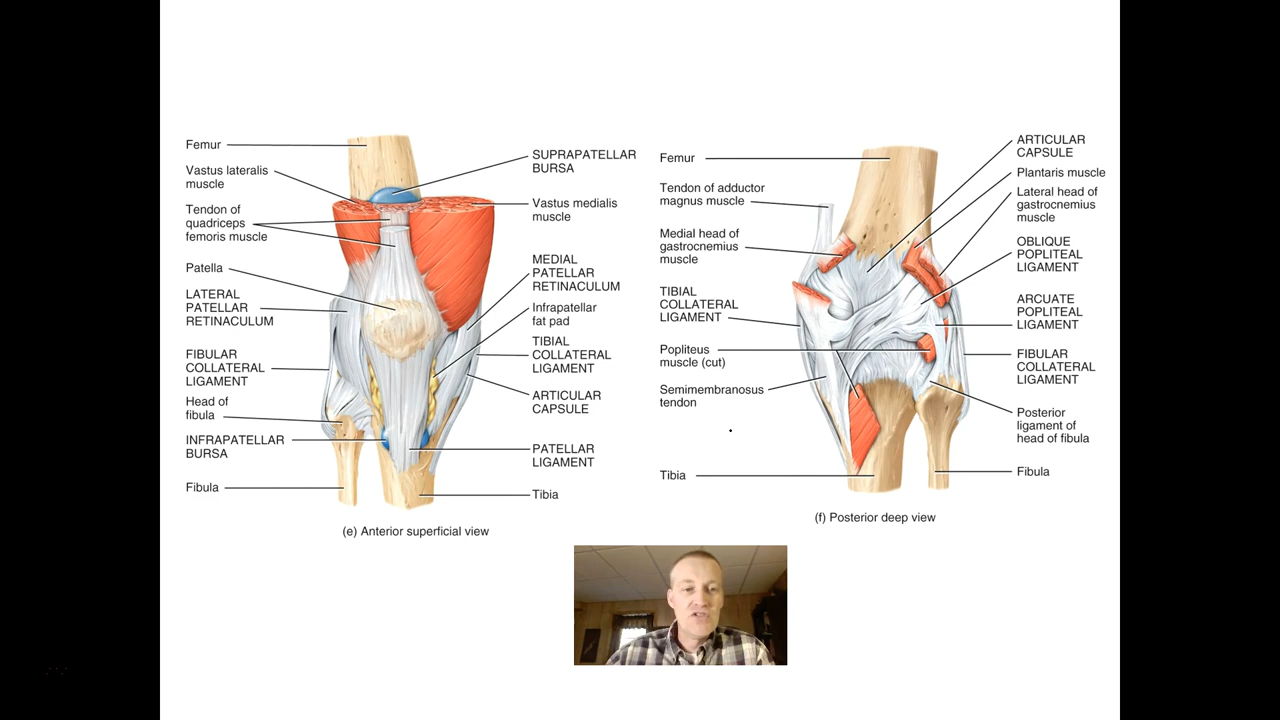 Femur
Vastus lateralis
muscle
Tendon of
quadriceps
femoris muscle
Patella
LATERAL
PATELLAR
RETINACULUM
FIBULAR
COLLATERAL
LIGAMENT
Head of
fibula
INFRAPATELLAR
BURSA
Fibula
SUPRAPATELLAR
BURSA
Vastus medialis
muscle
MEDIAL
PATELLAR
RETINACULUM
Infrapatellar
fat pad
TIBIAL
COLLATERAL
LIGAMENT
ARTICULAR
CAPSULE
PATELLAR
LIGAMENT
Tibia
(e) Anterior superficial view
Femur
Tendon of adductor
magnus muscle
Medial head of
gastrocnemius
muscle
TIBIAL
COLLATERAL
LIGAMENT
Popliteus
muscle (cut)
Semimembranosus
tendon
Tibia
ARTICULAR
CAPSULE
Plantaris muscle
Lateral head of
gastrocnemius
muscle
OBLIQUE
POPLITEAL
LIGAMENT
ARCUATE
POPLITEAL
LIGAMENT
FIBULAR
COLLATERAL
LIGAMENT
Posterior
ligament of
head of fibula
Fibula
(f) Posterior deep view